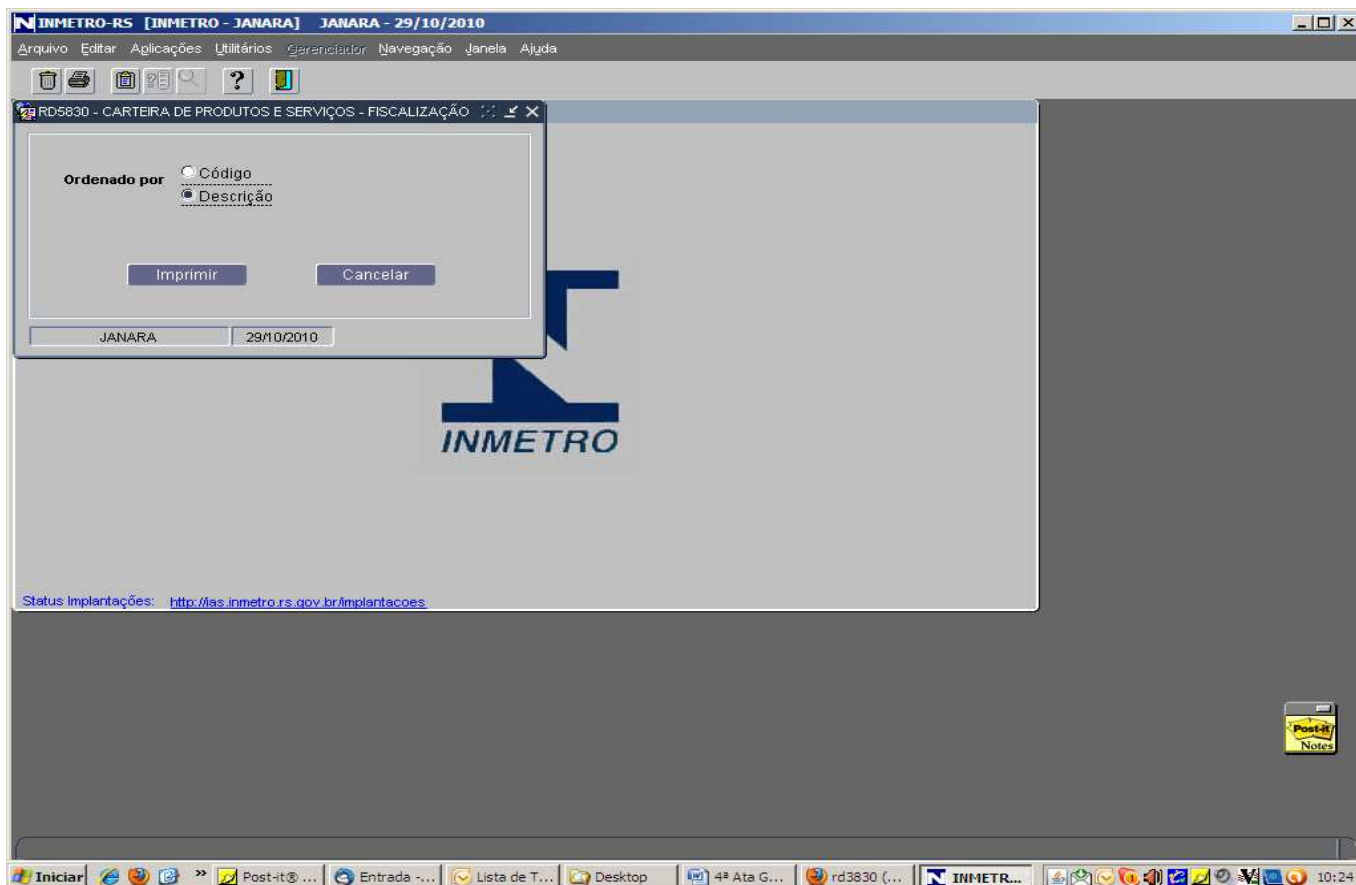 INMETRO-RS [INMETRO - JANARA] JANARA - 29/10/2010
Arquivo Editar Aplicações Utilitários Gerenciador Navegação Janela Ajuda
RD5830 - CARTEIRA DE PRODUTOS E SERVIÇOS - FISCALIZAÇÃO
Ordenado por
Código
Descrição
Imprimir Cancelar
JANARA 29/10/2010
INMETRO
Status Implantações: http://ias.inmetro.rs.gov.br/implantacoes
Post-it
Notes
Iniciar » Post-it® ... Entrada -... Lista de T... Desktop 4ª Ata G... rd3830 (... INMETR... 10:24